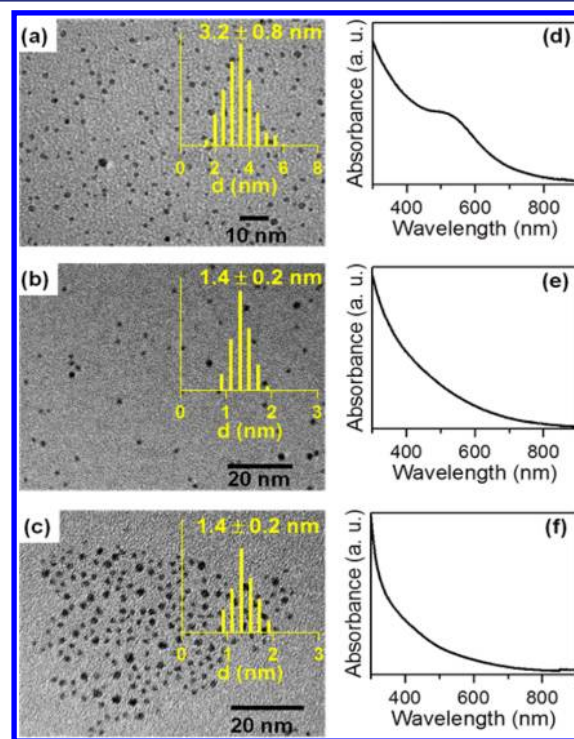 (a)
3.2 ± 0.8 nm
0 2 4 6 8
d (nm)
10 nm
(d)
Absorbance (a. u.)
400 600 800
Wavelength (nm)
(b)
1.4 ± 0.2 nm
0 1 2 3
d (nm)
20 nm
(e)
Absorbance (a. u.)
400 600 800
Wavelength (nm)
(c)
1.4 ± 0.2 nm
0 1 2 3
d (nm)
20 nm
(f)
Absorbance (a. u.)
400 600 800
Wavelength (nm)